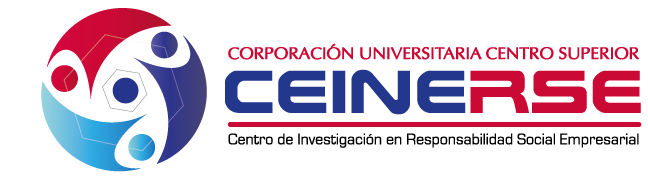 CORPORACIÓN UNIVERSITARIA CENTRO SUPERIOR
CEINERSE
Centro de Investigación en Responsabilidad Social Empresarial